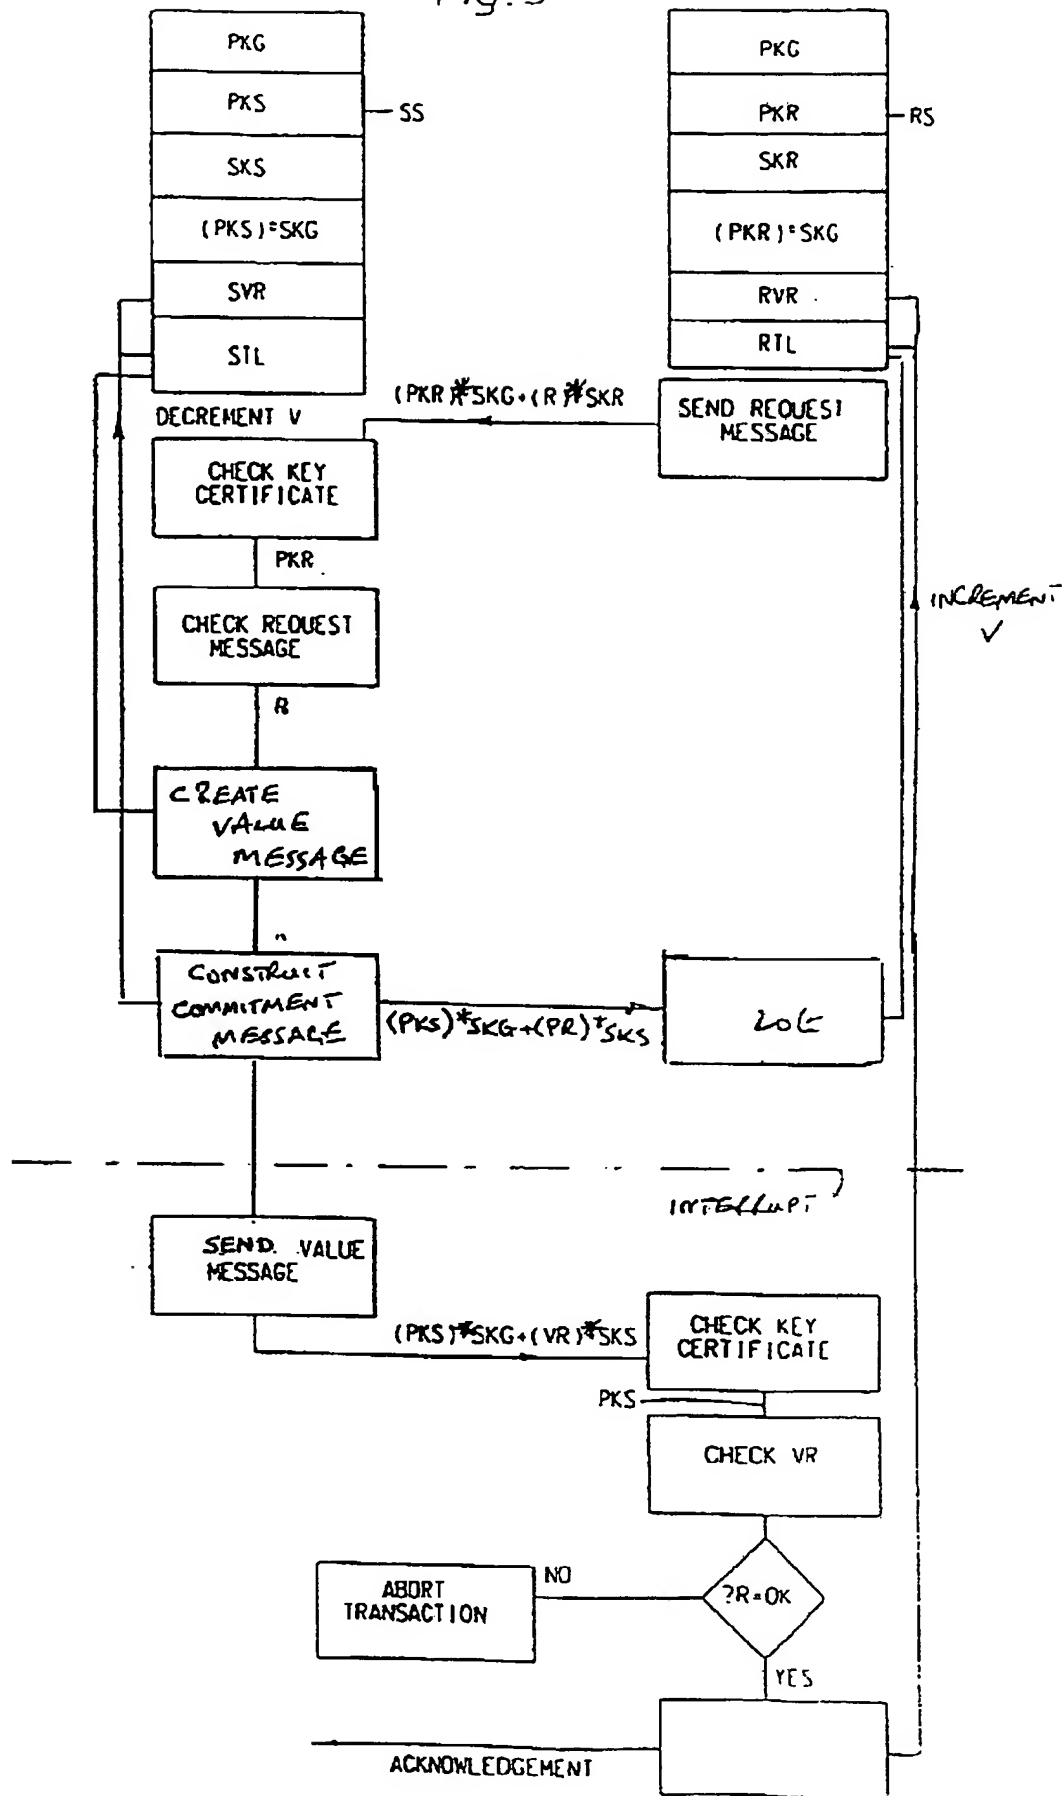 PKG
PKS
SS
SKS
(PKS)*SKG
SVR
STL
PKG
PKR
RS
SKR
(PKR)*SKG
RVR
RTL
DECREMENT V
(PKR)*SKG+(R)*SKR
SEND REQUEST
MESSAGE
CHECK KEY
CERTIFICATE
PKR
CHECK REQUEST
MESSAGE
R
INCREMENT
V
CREATE
VALUE
MESSAGE
CONSTRUCT
COMMITMENT
MESSAGE
(PKS)*SKG+(PR)*SKS
INTERRUPT
SEND VALUE
MESSAGE
(PKS)*SKG+(VR)*SKS
CHECK KEY
CERTIFICATE
PKS
CHECK VR
?R=OK
NO
ABORT
TRANSACTION
YES
ACKNOWLEDGEMENT